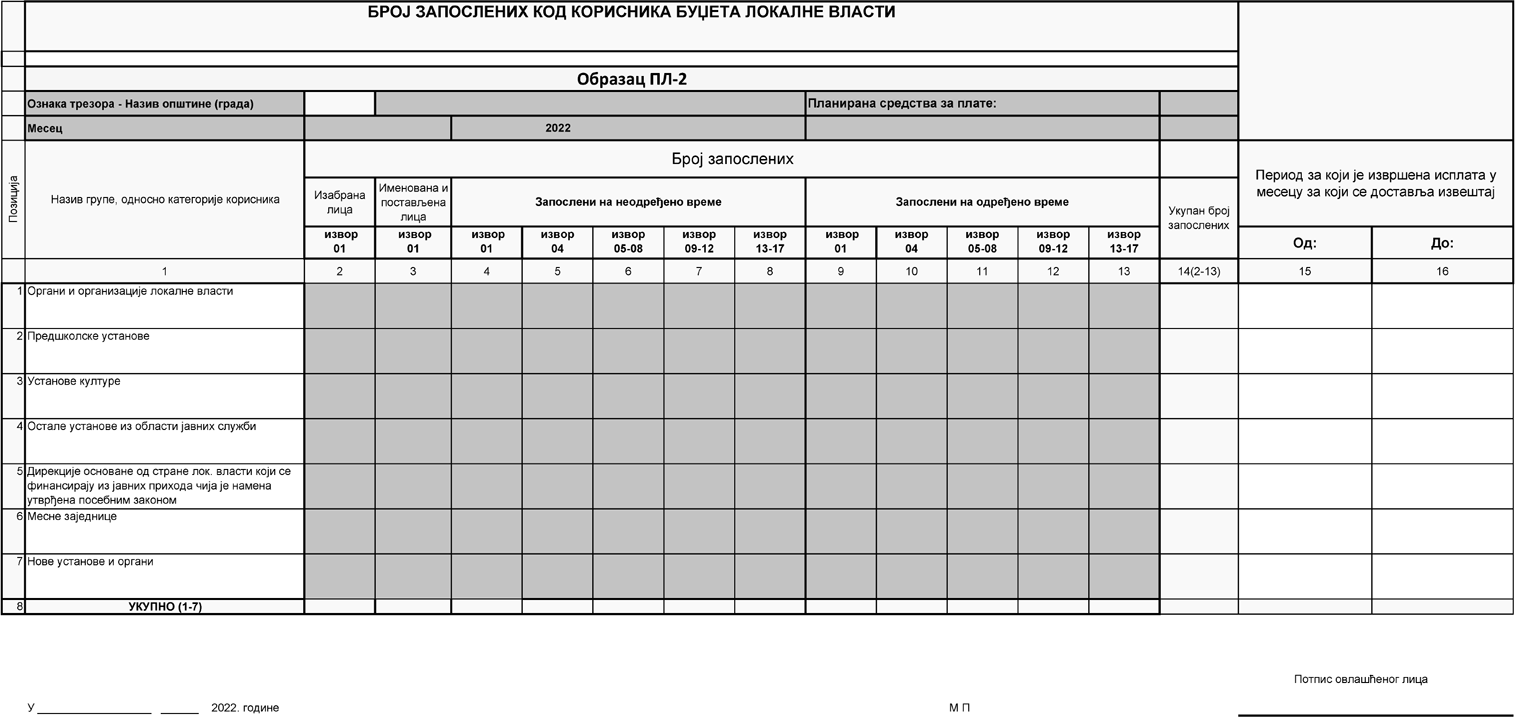 БРОЈ ЗАПОСЛЕНИХ КОД КОРИСНИКА БУЏЕТА ЛОКАЛНЕ ВЛАСТИ
Образац ПЛ-2
Ознака трезора - Назив општине (града) Планирана средства за плате:
Месец 2022
Позиција
Назив групе, односно категорије корисника
Број запослених
Изабрана
лица
Именована и
постављена
лица
Запослени на неодређено време
Запослени на одређено време
Укупан број
запослених
Период за који је извршена исплата у
месецу за који се доставља извештај
извор извор извор извор извор извор извор извор извор извор извор извор
01 01 01 04 05-08 09-12 13-17 01 04 05-08 09-12 13-17
Од: До:
1 2 3 4 5 6 7 8 9 10 11 12 13 14(2-13) 15 16
1 Органи и организације локалне власти
2 Предшколске установе
3 Установе културе
4 Остале установе из области јавних служби
5 Дирекције основане од стране лок. власти које се
финансирају из јавних прихода чија је намена
утврђена посебним законом
6 Месне заједнице
7 Нове установе и органи
8 УКУПНО (1-7)
Потпис овлашћеног лица
У ___________________ ______ 2022. године М П